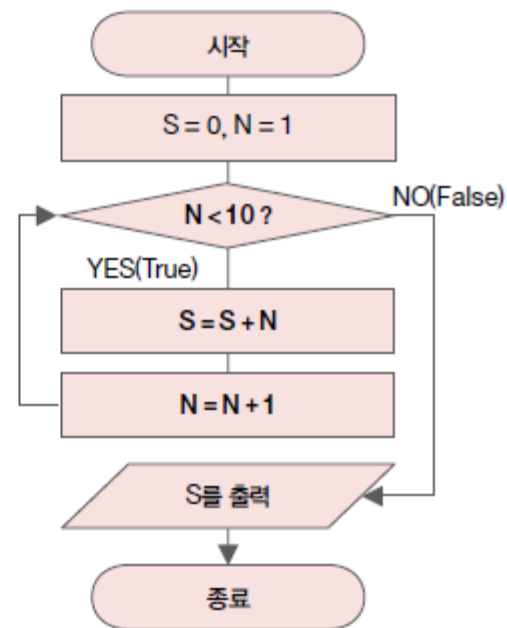 시작
S = 0, N = 1
N < 10 ?
NO(False)
YES(True)
S = S + N
N = N + 1
S를 출력
종료